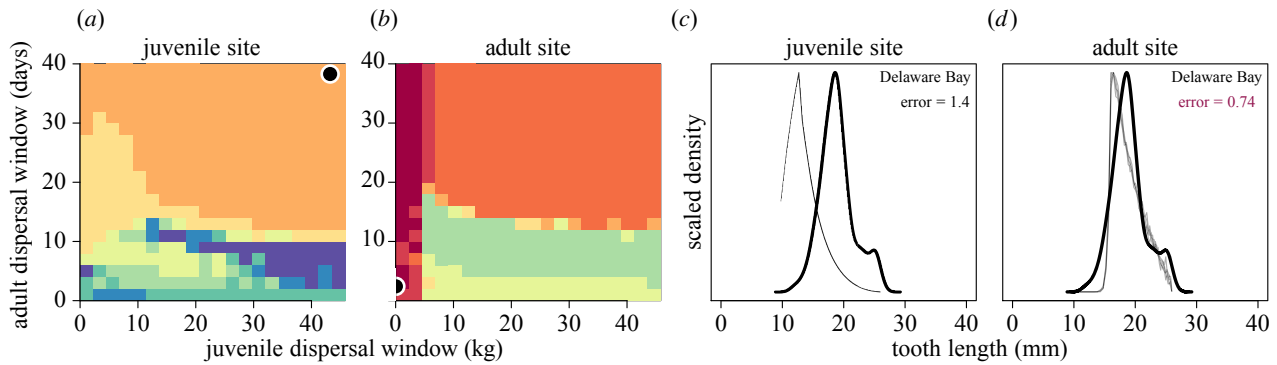 (a) (b) (c) (d)
juvenile site adult site juvenile site adult site
adult dispersal window (days)
40
30
20
10
0
0 10 20 30 40
0 10 20 30 40
juvenile dispersal window (kg)
40
30
20
10
scaled density
Delaware Bay
error = 1.4
Delaware Bay
error = 0.74
0 10 20 30 40
0 10 20 30 40
tooth length (mm)